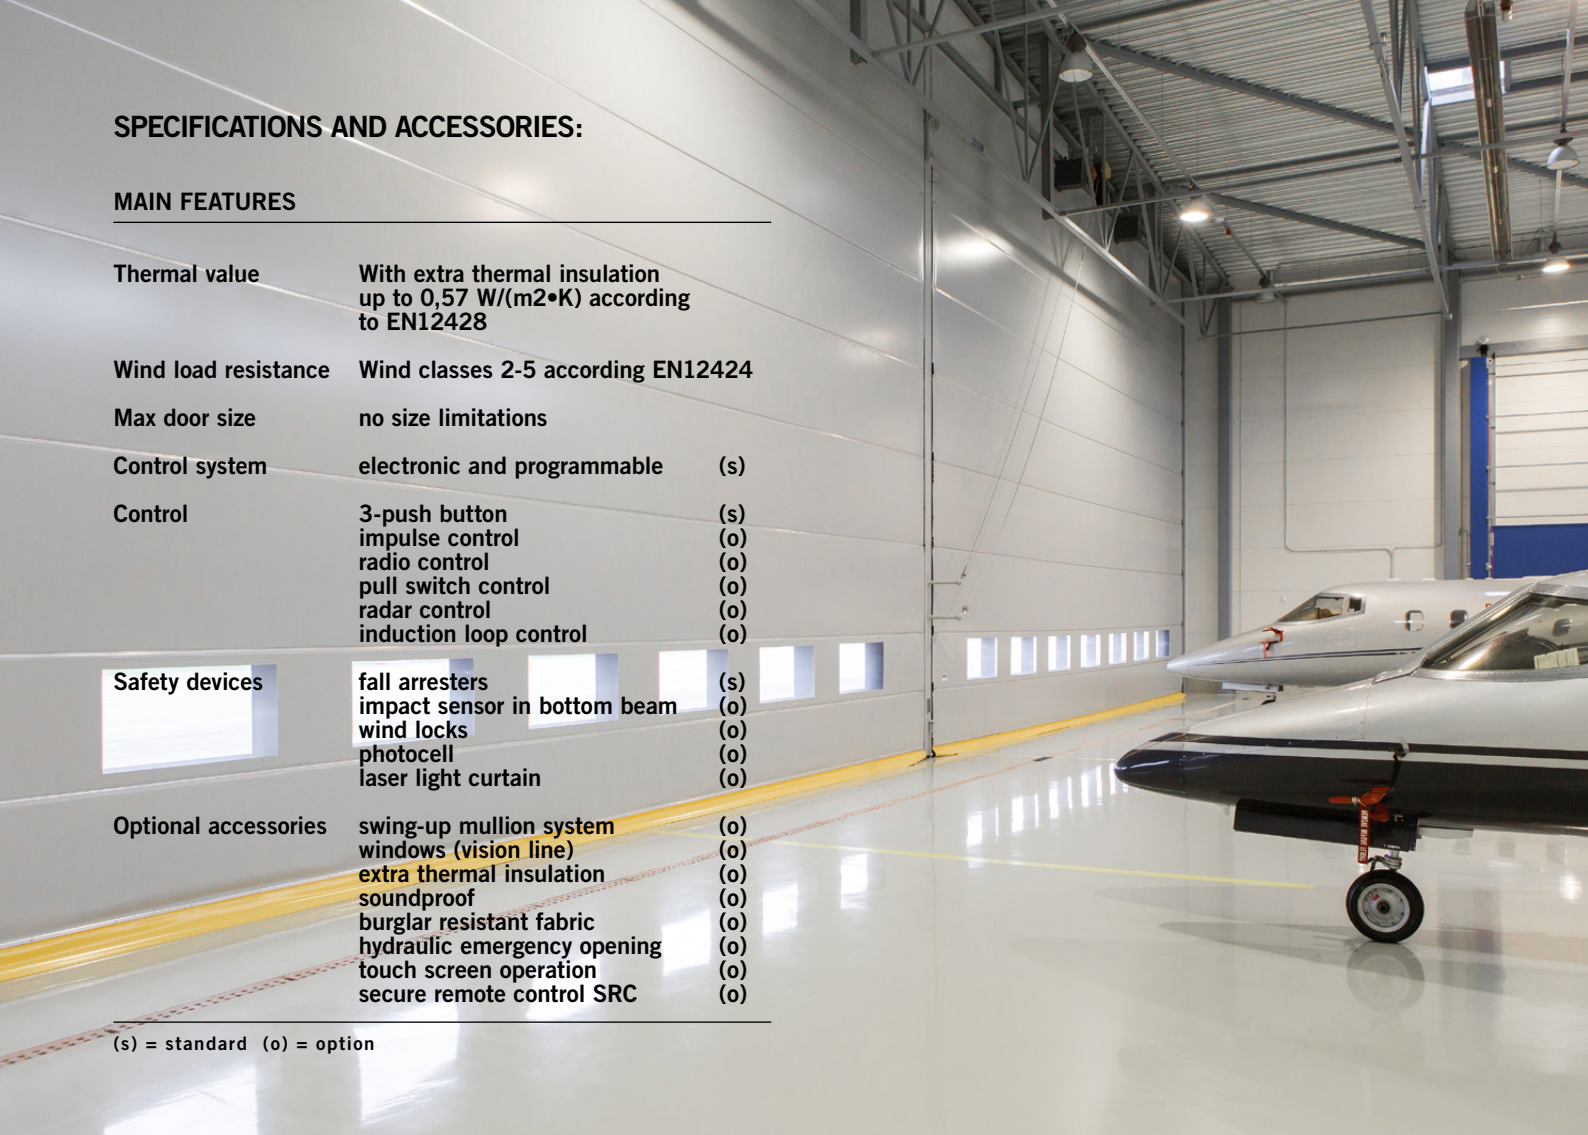 SPECIFICATIONS AND ACCESSORIES:
MAIN FEATURES
Thermal value With extra thermal insulation
up to 0,57 W/(m2•K) according
to EN12428
Wind load resistance Wind classes 2-5 according EN12424
Max door size no size limitations
Control system electronic and programmable (s)
Control 3-push button (s)
impulse control (o)
radio control (o)
pull switch control (o)
radar control (o)
induction loop control (o)
Safety devices fall arresters (s)
impact sensor in bottom beam (o)
wind locks (o)
photocell (o)
laser light curtain (o)
Optional accessories swing-up mullion system (o)
windows (vision line) (o)
extra thermal insulation (o)
soundproof (o)
burglar resistant fabric (o)
hydraulic emergency opening (o)
touch screen operation (o)
secure remote control SRC (o)
(s) = standard (o) = option